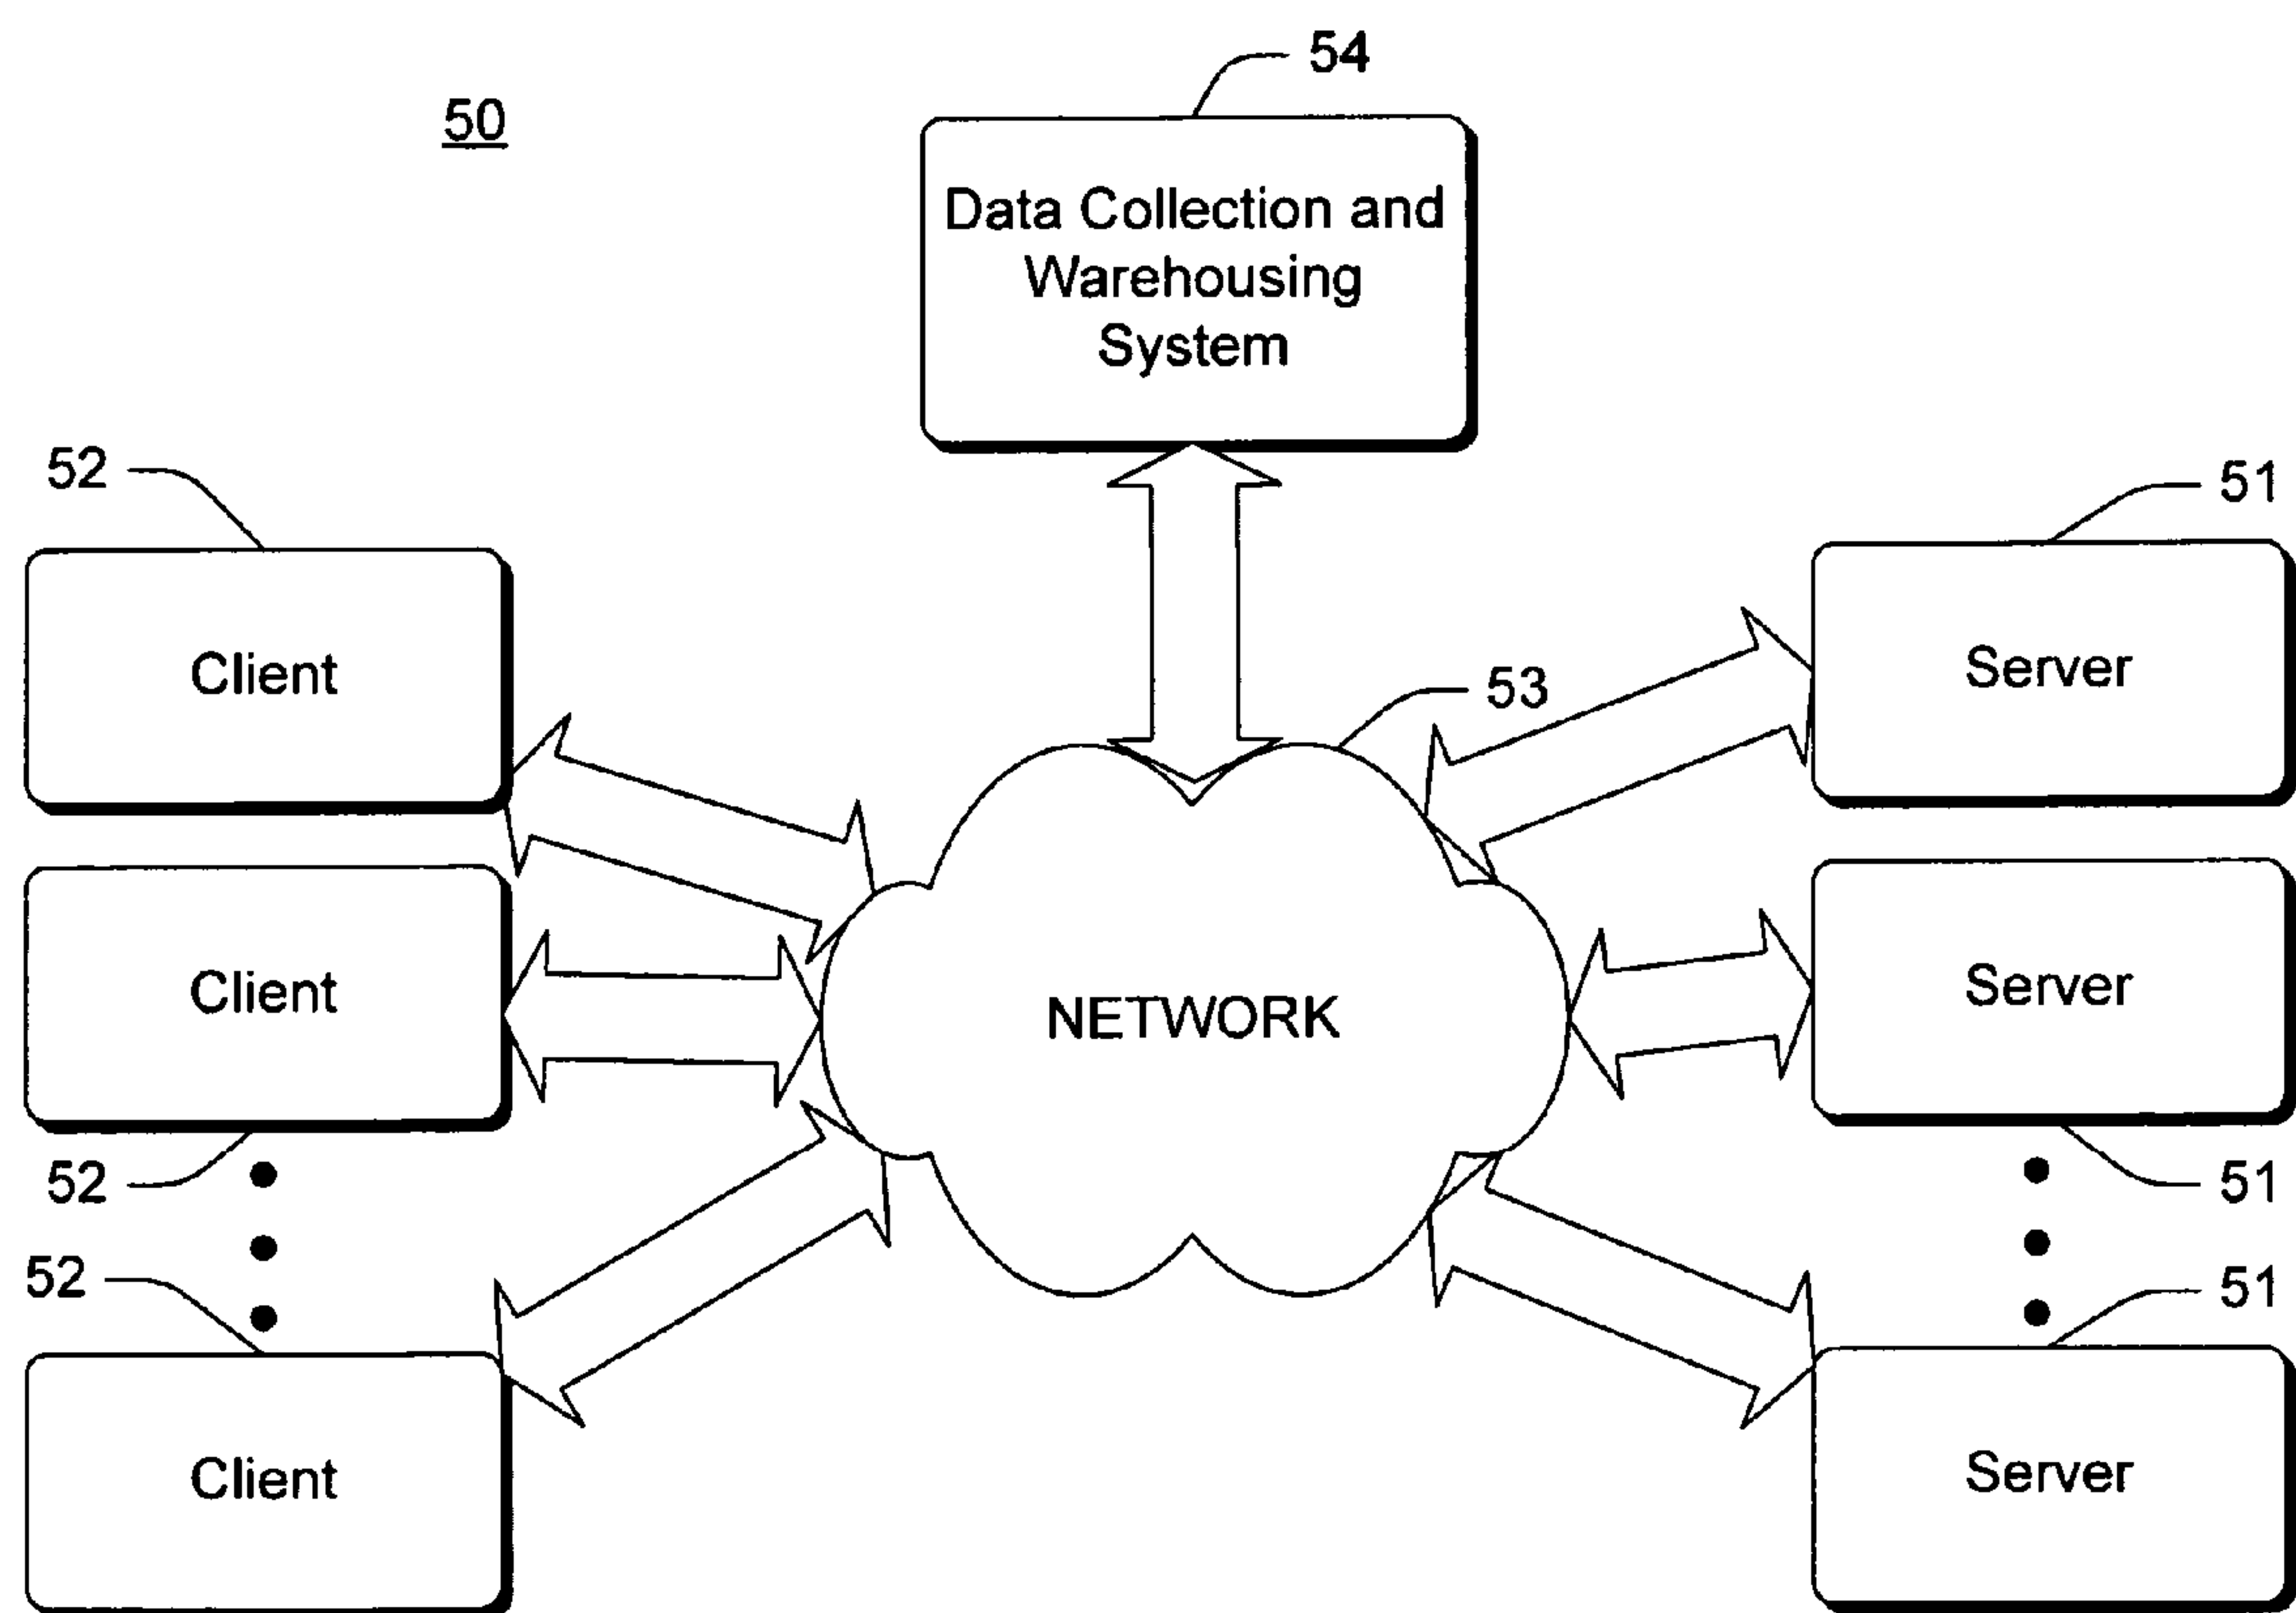 54
50
Data Collection and
Warehousing
System
52
51
Client
Server
53
Client
Server
NETWORK
52
51
52
51
Client
Server